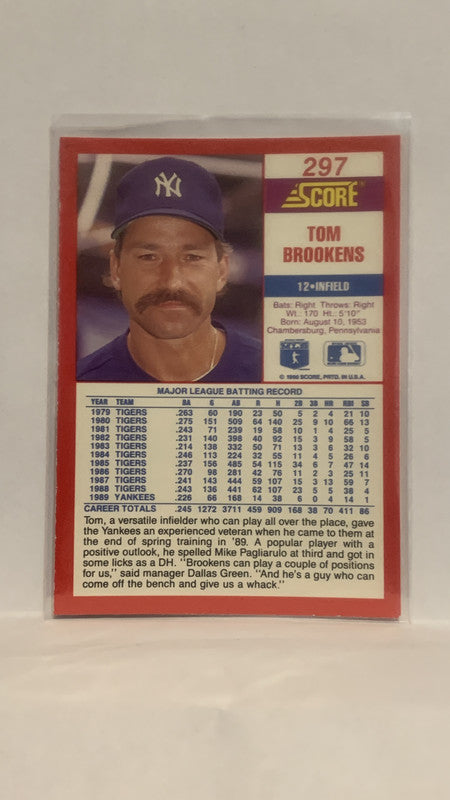 NY
297
SCORE®
TOM
BROOKENS
12•INFIELD
Bats: Right Throws: Right
Wt.: 170 Ht.: 5'10"
Born: August 10, 1953
Chambersburg, Pennsylvania
© 1990 SCORE, PRTD. IN U.S.A.
MAJOR LEAGUE BATTING RECORD
YEAR TEAM BA G AB R H 2B 3B HR RBI SB
1979 TIGERS .263 60 190 23 50 5 2 4 21 10
1980 TIGERS .275 151 509 64 140 25 9 10 66 13
1981 TIGERS .243 71 239 19 58 10 1 4 25 5
1982 TIGERS .231 140 398 40 92 15 3 9 58 5
1983 TIGERS .214 138 332 50 71 13 3 6 32 10
1984 TIGERS .246 113 224 32 55 11 4 5 26 6
1985 TIGERS .237 156 485 54 115 34 6 7 47 14
1986 TIGERS .270 98 281 42 76 11 2 3 25 11
1987 TIGERS .241 143 444 59 107 15 3 13 59 7
1988 TIGERS .243 136 441 62 107 23 5 5 38 4
1989 YANKEES .226 66 168 14 38 6 0 4 14 1
CAREER TOTALS .245 1272 3711 459 909 168 38 70 411 86
Tom, a versatile infielder who can play all over the place, gave
the Yankees an experienced veteran when he came to them at
the end of spring training in '89. A popular player with a
positive outlook, he spelled Mike Pagliarulo at third and got in
some licks as a DH. "Brookens can play a couple of positions
for us," said manager Dallas Green. "And he's a guy who can
come off the bench and give us a whack."